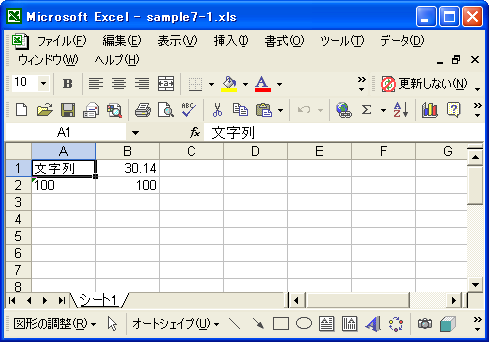 Microsoft Excel - sample7-1.xls
ファイル(F) 編集(E) 表示(V) 挿入(I) 書式(O) ツール(T) データ(D)
ウィンドウ(W) ヘルプ(H)
10 B A 更新しない(N)
ABC Σ A Z
A1 fx 文字列
A B C D E F G
1 文字列 30.14
2 100 100
3
4
5
6
7
8
シート1
図形の調整(R) オートシェイプ(U) A